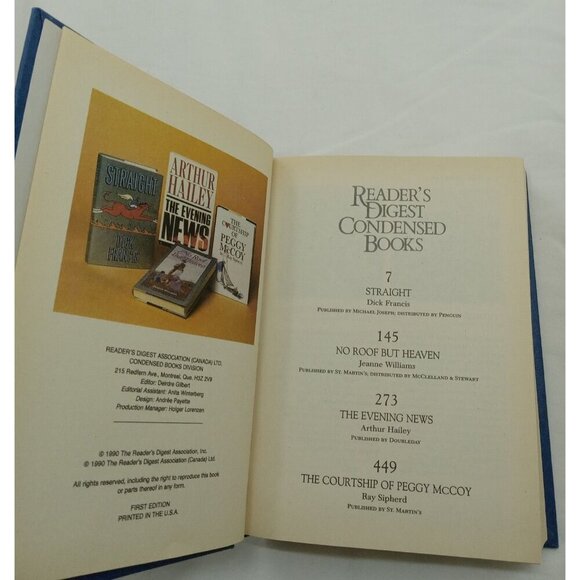 STRAIGHT
DICK FRANCIS
ARTHUR
HAILEY
THE EVENING
NEWS
THE
COURTSHIP
OF
PEGGY
McCOY
Ray Sipherd
No Roof
But Heaven
READER'S DIGEST ASSOCIATION (CANADA) LTD.
CONDENSED BOOKS DIVISION
215 Redfern Ave., Montreal, Que. H3Z 2V9
Editor: Deirdre Gilbert
Editorial Assistant: Anita Winterberg
Design: Andrée Payette
Production Manager: Holger Lorenzen
© 1990 The Reader's Digest Association, Inc.
© 1990 The Reader's Digest Association (Canada) Ltd.
All rights reserved, including the right to reproduce this book
or parts thereof in any form.
FIRST EDITION
PRINTED IN THE U.S.A.
READER'S
DIGEST
CONDENSED
BOOKS
7
STRAIGHT
Dick Francis
PUBLISHED BY MICHAEL JOSEPH; DISTRIBUTED BY PENGUIN
145
NO ROOF BUT HEAVEN
Jeanne Williams
PUBLISHED BY ST. MARTIN'S, DISTRIBUTED BY MCCLELLAND & STEWART
273
THE EVENING NEWS
Arthur Hailey
PUBLISHED BY DOUBLEDAY
449
THE COURTSHIP OF PEGGY McCOY
Ray Sipherd
PUBLISHED BY ST. MARTIN'S